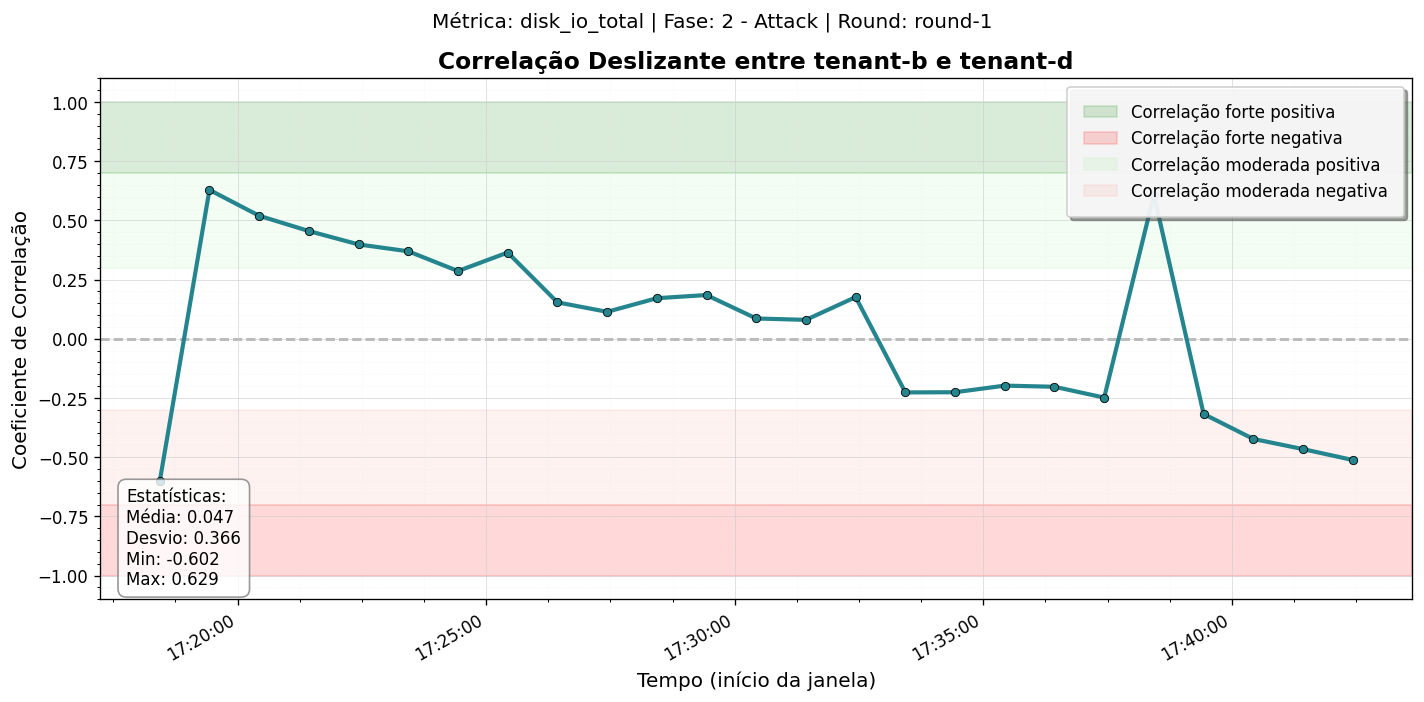 Métrica: disk_io_total | Fase: 2 - Attack | Round: round-1
Correlação Deslizante entre tenant-b e tenant-d
Coeficiente de Correlação
1.00
0.75
0.50
0.25
0.00
−0.25
−0.50
−0.75
−1.00
Correlação forte positiva
Correlação forte negativa
Correlação moderada positiva
Correlação moderada negativa
Estatísticas:
Média: 0.047
Desvio: 0.366
Min: -0.602
Max: 0.629
17:20:00
17:25:00
17:30:00
17:35:00
17:40:00
Tempo (início da janela)